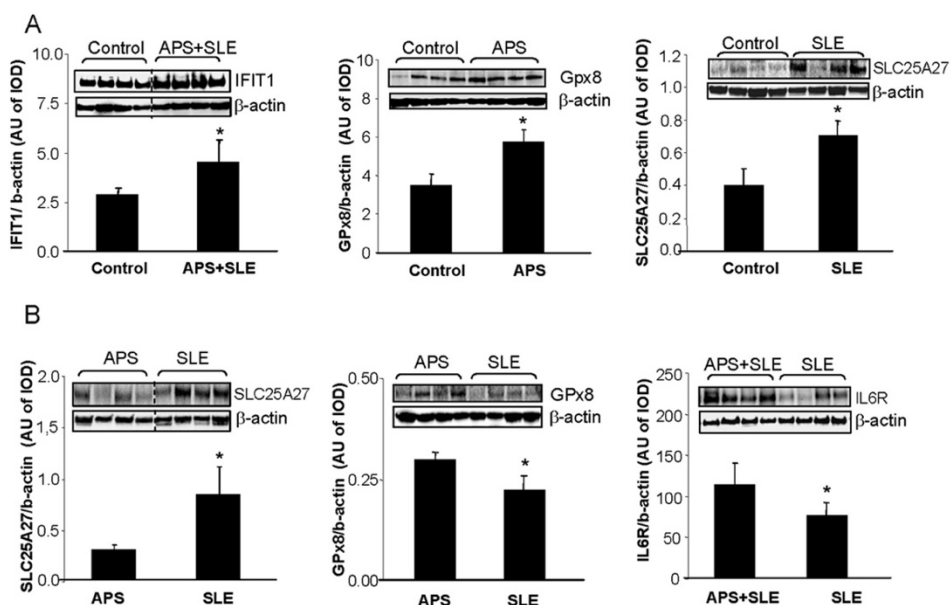 A
Control APS+SLE
IFIT1
β-actin
*
IFIT1/ b-actin (AU of IOD)
10.0
7.5
5.0
2.5
0.0
Control APS+SLE
Control APS
Gpx8
β-actin
*
GPx8/b-actin (AU of IOD)
10
8
6
4
2
0
Control APS
Control SLE
SLC25A27
β-actin
*
SLC25A27/b-actin (AU of IOD)
1.2
1.0
0.8
0.6
0.4
0.2
0.0
Control SLE
B
APS SLE
SLC25A27
β-actin
*
SLC25A27/b-actin (AU of IOD)
2.0
1,5
1.0
0.5
0.0
APS SLE
APS SLE
GPx8
β-actin
*
GPx8/b-actin (AU of IOD)
0.50
0.25
0.00
APS SLE
APS+SLE SLE
IL6R
β-actin
*
IL6R/b-actin (AU of IOD)
250
200
150
100
50
0
APS+SLE SLE